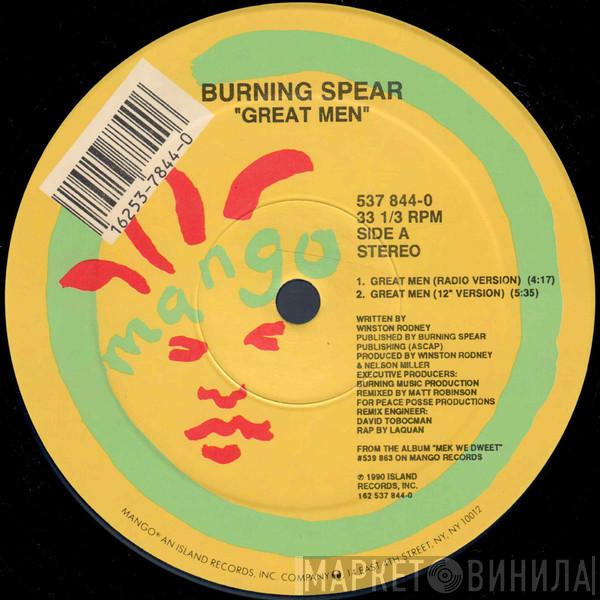 BURNING SPEAR
"GREAT MEN"
16253-7844-0
mango
537 844-0
33 1/3 RPM
SIDE A
STEREO
1. GREAT MEN (RADIO VERSION) (4:17)
2. GREAT MEN (12" VERSION) (5:35)
WRITTEN BY
WINSTON RODNEY
PUBLISHED BY BURNING SPEAR
PUBLISHING (ASCAP)
PRODUCED BY WINSTON RODNEY
& NELSON MILLER
EXECUTIVE PRODUCERS:
BURNING MUSIC PRODUCTION
REMIXED BY MATT ROBINSON
FOR PEACE POSSE PRODUCTIONS
REMIX ENGINEER:
DAVID TOBOCMAN
RAP BY LAQUAN
FROM THE ALBUM "MEK WE DWEET"
#539 863 ON MANGO RECORDS
℗ 1990 ISLAND
RECORDS, INC.
162 537 844-0
MANGO® AN ISLAND RECORDS, INC. COMPANY, 14 EAST 4TH STREET, NY, NY 10012
МАРКЕТ ВИНИЛА